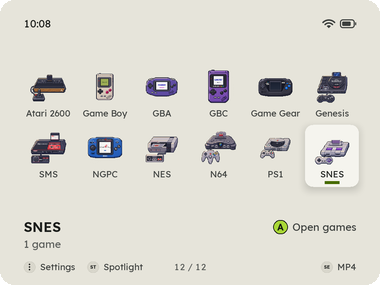 10:08
Atari 2600 Game Boy GBA GBC Game Gear Genesis
SMS NGPC NES N64 PS1 SNES
SNES
A Open games
1 game
Settings ST Spotlight 12 / 12 SE MP4